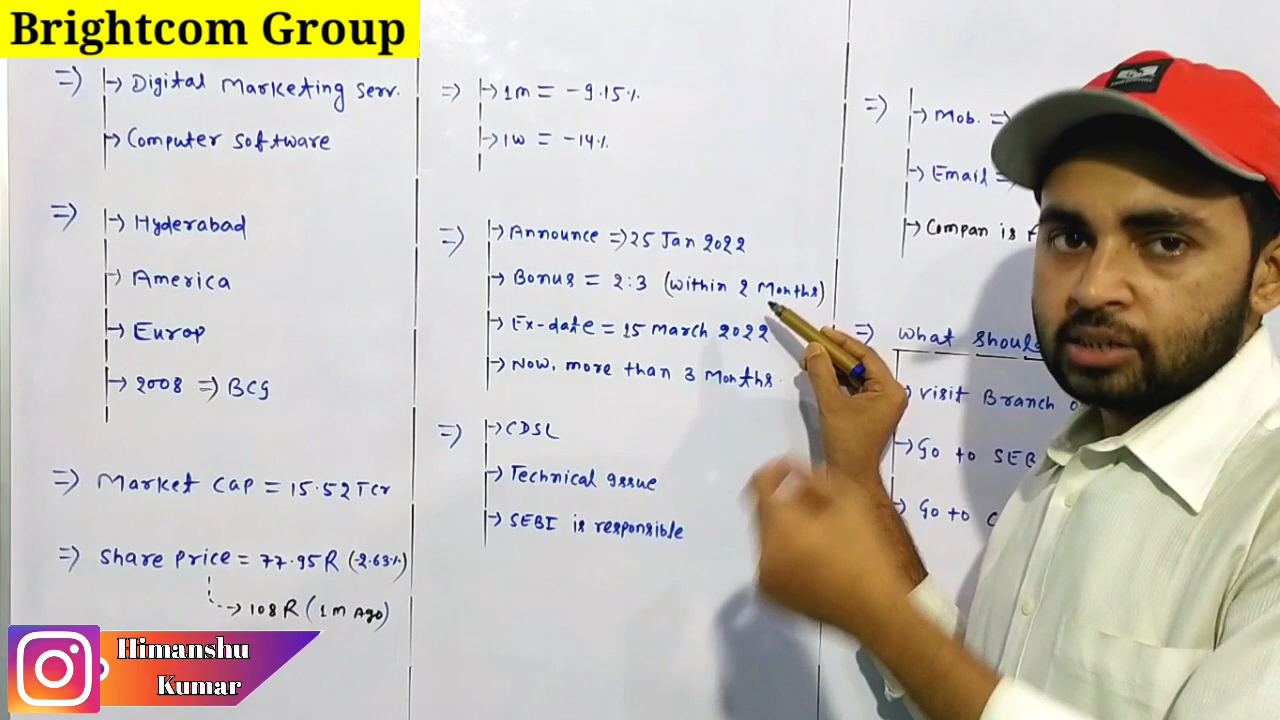 Brightcom Group
=> → Digital Marketing Serv.
→ Computer Software
=> → Hyderabad
→ America
→ Europ
→ 2008 => BCG
=> Market Cap = 15.52 Tcr
=> Share Price = 77.95 R (-2.63%)
→ 108 R (1m Ago)
=> → 1m = -9.15%
→ 1w = -14%
=> → Announce => 25 Jan 2022
→ Bonus = 2:3 (within 2 Months)
→ Ex-date = 15 March 2022
→ Now, more than 3 Months.
=> → CDSL
→ Technical Issue
→ SEBI is responsible
=> → Mob. =>
→ Email =>
→ Compan is
=> What Shoul
→ Visit Branch
→ Go to SEB
→ Go to C
Himanshu
Kumar